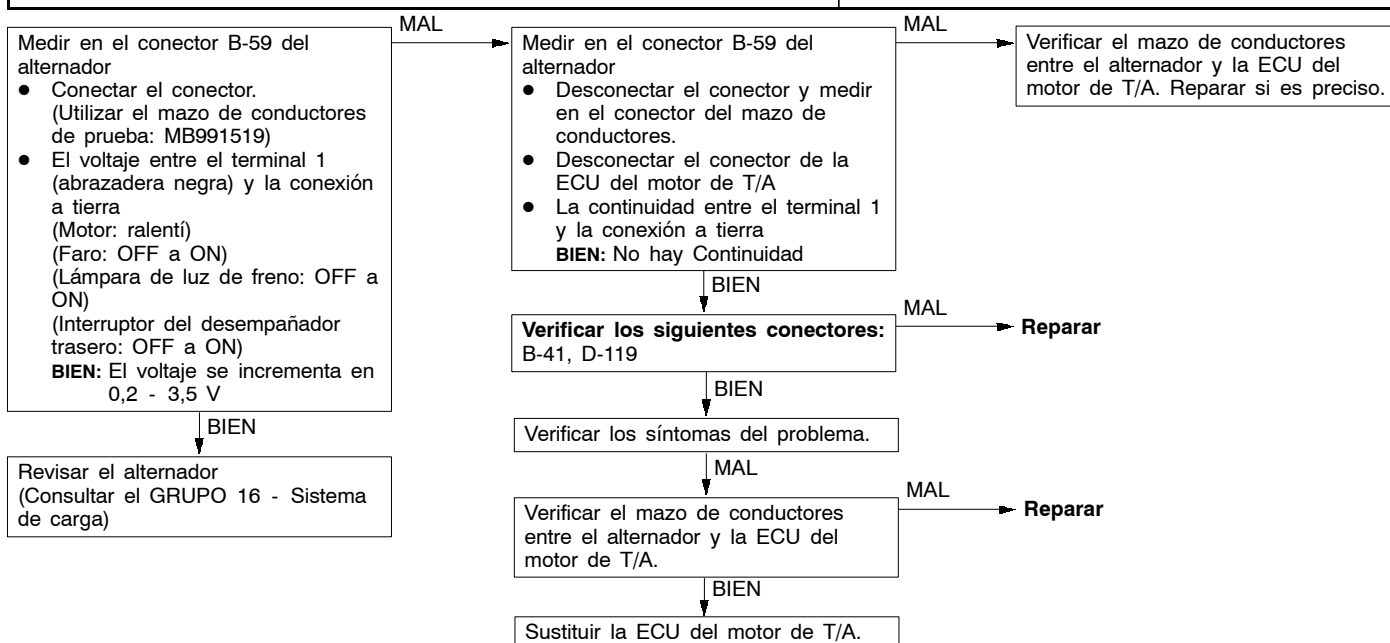 MAL
Medir en el conector B-59 del
alternador
● Conectar el conector.
(Utilizar el mazo de conductores
de prueba: MB991519)
● El voltaje entre el terminal 1
(abrazadera negra) y la conexión
a tierra
(Motor: ralentí)
(Faro: OFF a ON)
(Lámpara de luz de freno: OFF a
ON)
(Interruptor del desempañador
trasero: OFF a ON)
BIEN: El voltaje se incrementa en
0,2 - 3,5 V
BIEN
Revisar el alternador
(Consultar el GRUPO 16 - Sistema
de carga)
Medir en el conector B-59 del
alternador
● Desconectar el conector y medir
en el conector del mazo de
conductores.
● Desconectar el conector de la
ECU del motor de T/A
● La continuidad entre el terminal 1
y la conexión a tierra
BIEN: No hay Continuidad
MAL
Verificar el mazo de conductores
entre el alternador y la ECU del
motor de T/A. Reparar si es preciso.
BIEN
Verificar los siguientes conectores:
B-41, D-119
MAL
Reparar
BIEN
Verificar los síntomas del problema.
MAL
Verificar el mazo de conductores
entre el alternador y la ECU del
motor de T/A.
MAL
Reparar
BIEN
Sustituir la ECU del motor de T/A.